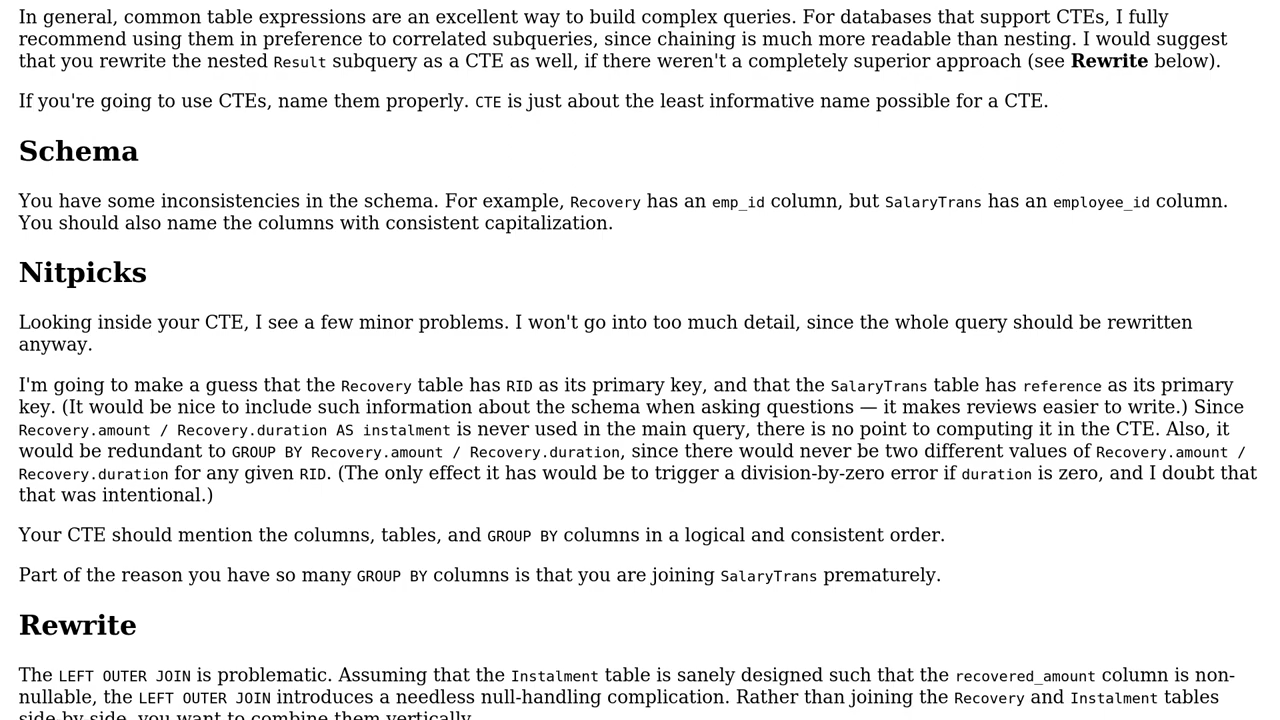 In general, common table expressions are an excellent way to build complex queries. For databases that support CTEs, I fully
recommend using them in preference to correlated subqueries, since chaining is much more readable than nesting. I would suggest
that you rewrite the nested Result subquery as a CTE as well, if there weren't a completely superior approach (see Rewrite below).
If you're going to use CTEs, name them properly. CTE is just about the least informative name possible for a CTE.
Schema
You have some inconsistencies in the schema. For example, Recovery has an emp_id column, but SalaryTrans has an employee_id column.
You should also name the columns with consistent capitalization.
Nitpicks
Looking inside your CTE, I see a few minor problems. I won't go into too much detail, since the whole query should be rewritten
anyway.
I'm going to make a guess that the Recovery table has RID as its primary key, and that the SalaryTrans table has reference as its primary
key. (It would be nice to include such information about the schema when asking questions — it makes reviews easier to write.) Since
Recovery.amount / Recovery.duration AS instalment is never used in the main query, there is no point to computing it in the CTE. Also, it
would be redundant to GROUP BY Recovery.amount / Recovery.duration, since there would never be two different values of Recovery.amount /
Recovery.duration for any given RID. (The only effect it has would be to trigger a division-by-zero error if duration is zero, and I doubt that
that was intentional.)
Your CTE should mention the columns, tables, and GROUP BY columns in a logical and consistent order.
Part of the reason you have so many GROUP BY columns is that you are joining SalaryTrans prematurely.
Rewrite
The LEFT OUTER JOIN is problematic. Assuming that the Instalment table is sanely designed such that the recovered_amount column is non-
nullable, the LEFT OUTER JOIN introduces a needless null-handling complication. Rather than joining the Recovery and Instalment tables
side-by-side, you want to combine them vertically.